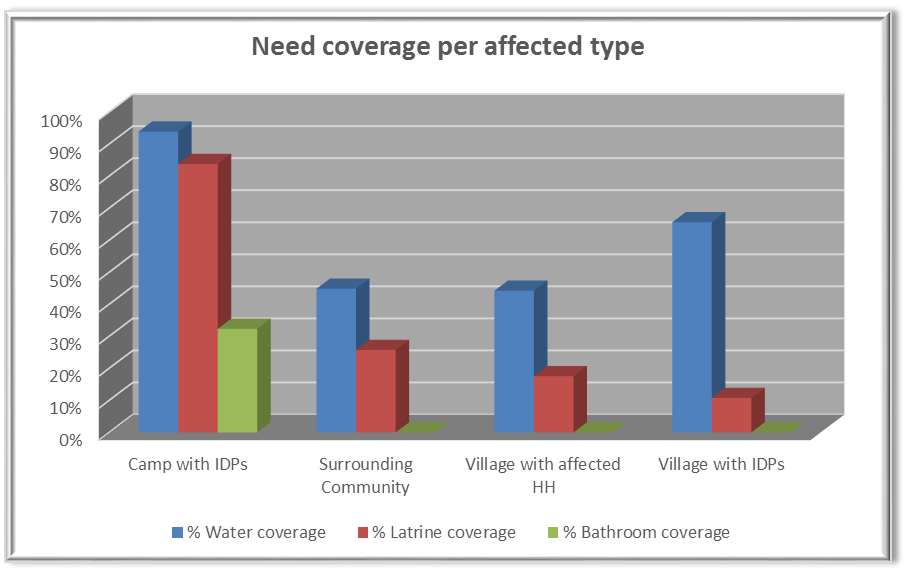 Need coverage per affected type
100%
90%
80%
70%
60%
50%
40%
30%
20%
10%
0%
Camp with IDPs
Surrounding
Community
Village with affected
HH
Village with IDPs
% Water coverage
% Latrine coverage
% Bathroom coverage